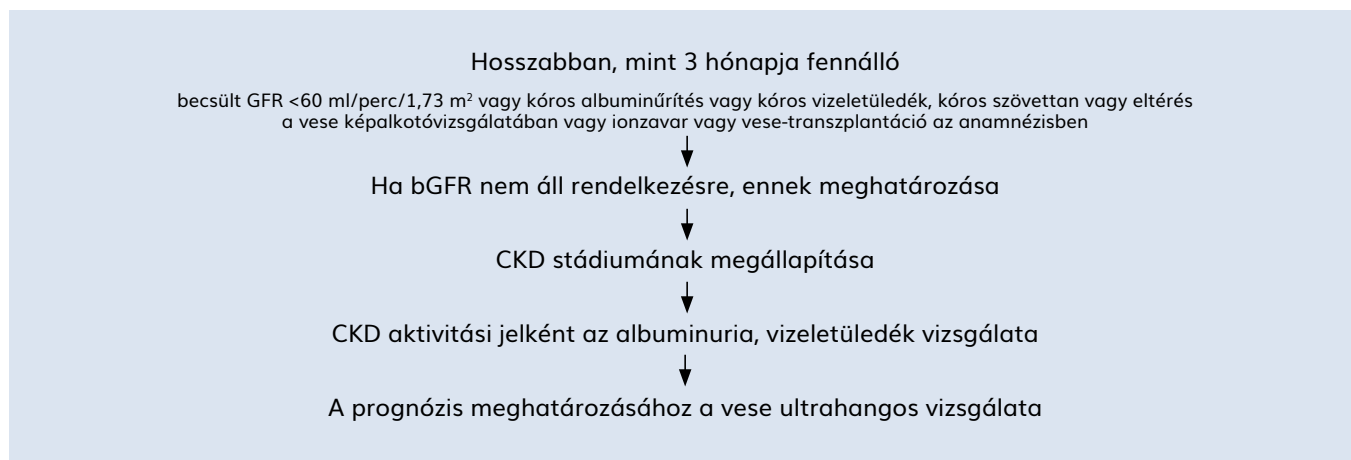 Hosszabban, mint 3 hónapja fennálló
becsült GFR <60 ml/perc/1,73 m² vagy kóros albuminűrítés vagy kóros vizeletüledék, kóros szövettan vagy eltérés
a vese képalkotóvizsgálatában vagy ionzavar vagy vese-transzplantáció az anamnézisben
Ha bGFR nem áll rendelkezésre, ennek meghatározása
CKD stádiumának megállapítása
CKD aktivitási jelként az albuminuria, vizeletüledék vizsgálata
A prognózis meghatározásához a vese ultrahangos vizsgálata